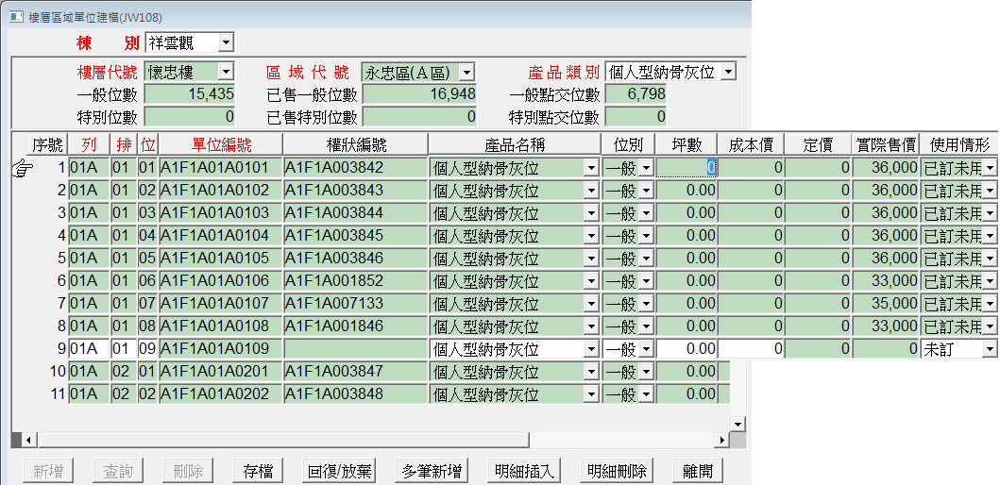 樓層區域單位建檔(JW108)
棟 別 祥雲觀
樓層代號 懷忠樓 區域代號 永忠區(A區) 產品類別 個人型納骨灰位
一般位數 15,435 已售一般位數 16,948 一般點交位數 6,798
特別位數 0 已售特別位數 0 特別點交位數 0
序號 列 排 位 單位編號 權狀編號 產品名稱 位別 坪數 成本價 定價 實際售價 使用情形
1 01A 01 01 A1F1A01A0101 A1F1A003842 個人型納骨灰位 一般 0 0 0 36,000 已訂未用
2 01A 01 02 A1F1A01A0102 A1F1A003843 個人型納骨灰位 一般 0.00 0 0 36,000 已訂未用
3 01A 01 03 A1F1A01A0103 A1F1A003844 個人型納骨灰位 一般 0.00 0 0 36,000 已訂未用
4 01A 01 04 A1F1A01A0104 A1F1A003845 個人型納骨灰位 一般 0.00 0 0 36,000 已訂未用
5 01A 01 05 A1F1A01A0105 A1F1A003846 個人型納骨灰位 一般 0.00 0 0 36,000 已訂未用
6 01A 01 06 A1F1A01A0106 A1F1A001852 個人型納骨灰位 一般 0.00 0 0 33,000 已訂未用
7 01A 01 07 A1F1A01A0107 A1F1A007133 個人型納骨灰位 一般 0.00 0 0 35,000 已訂未用
8 01A 01 08 A1F1A01A0108 A1F1A001846 個人型納骨灰位 一般 0.00 0 0 33,000 已訂未用
9 01A 01 09 A1F1A01A0109 個人型納骨灰位 一般 0.00 0 0 0 未訂
10 01A 02 01 A1F1A01A0201 A1F1A003847 個人型納骨灰位 一般 0.00
11 01A 02 02 A1F1A01A0202 A1F1A003848 個人型納骨灰位 一般 0.00
新增 查詢 刪除 存檔 回復/放棄 多筆新增 明細插入 明細刪除 離開